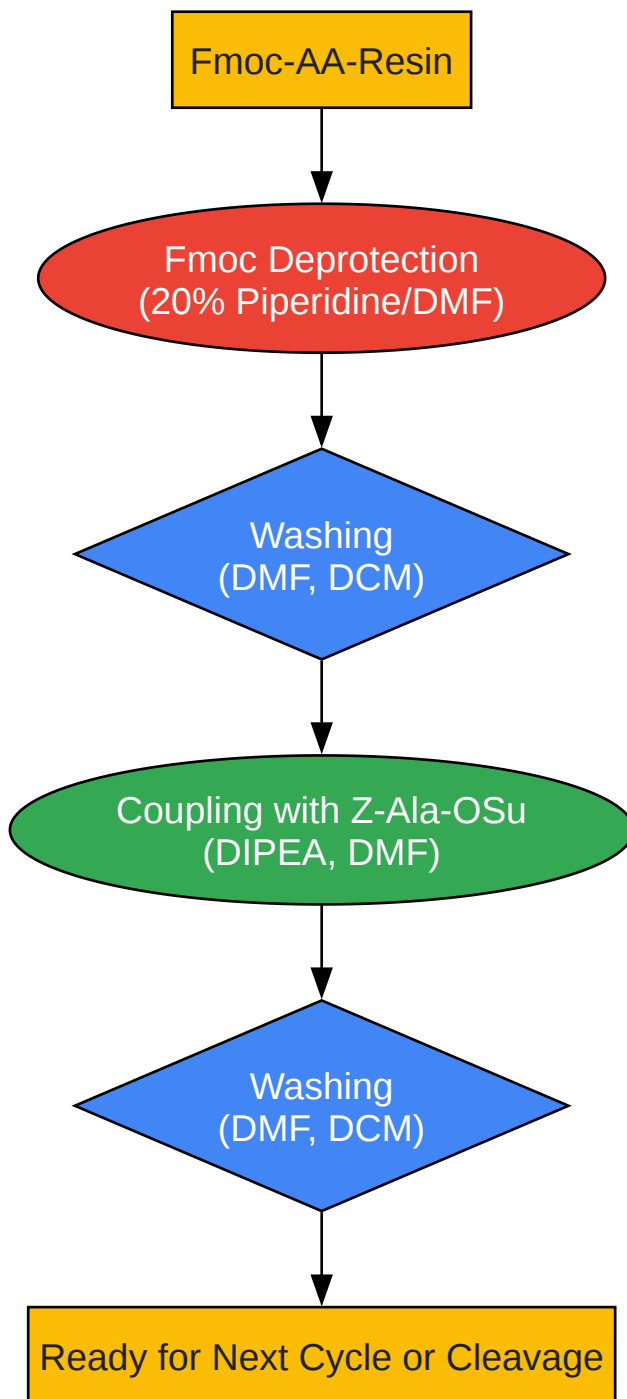 Fmoc-AA-Resin
Fmoc Deprotection
(20% Piperidine/DMF)
Washing
(DMF, DCM)
Coupling with Z-Ala-OSu
(DIPEA, DMF)
Washing
(DMF, DCM)
Ready for Next Cycle or Cleavage